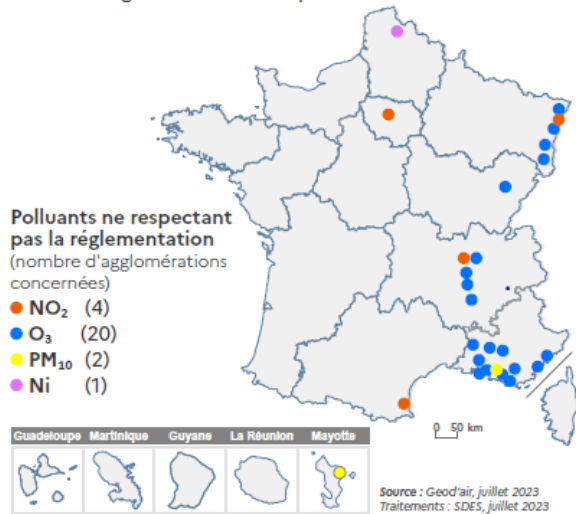 Polluants ne respectant
pas la réglementation
(nombre d'agglomérations
concernées)
NO₂ (4)
O₃ (20)
PM₁₀ (2)
Ni (1)
0 50 km
Guadeloupe Martinique Guyane La Réunion Mayotte
Source : Geod'air, juillet 2023
Traitements : SDES, juillet 2023